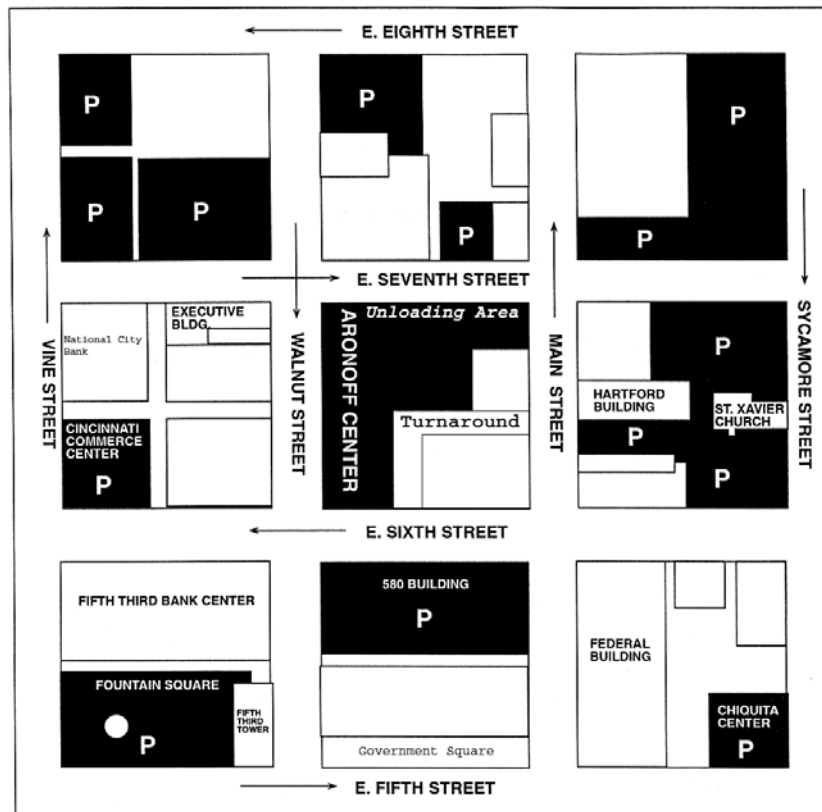 E. EIGHTH STREET
P
P
P
P
P
P
P
P
E. SEVENTH STREET
VINE STREET
WALNUT STREET
MAIN STREET
SYCAMORE STREET
National City
Bank
EXECUTIVE
BLDG.
CINCINNATI
COMMERCE
CENTER
P
ARONOFF CENTER
Unloading Area
Turnaround
P
HARTFORD
BUILDING
ST. XAVIER
CHURCH
P
P
E. SIXTH STREET
FIFTH THIRD BANK CENTER
FOUNTAIN SQUARE
P
FIFTH
THIRD
TOWER
580 BUILDING
P
Government Square
FEDERAL
BUILDING
CHIQUITA
CENTER
P
E. FIFTH STREET